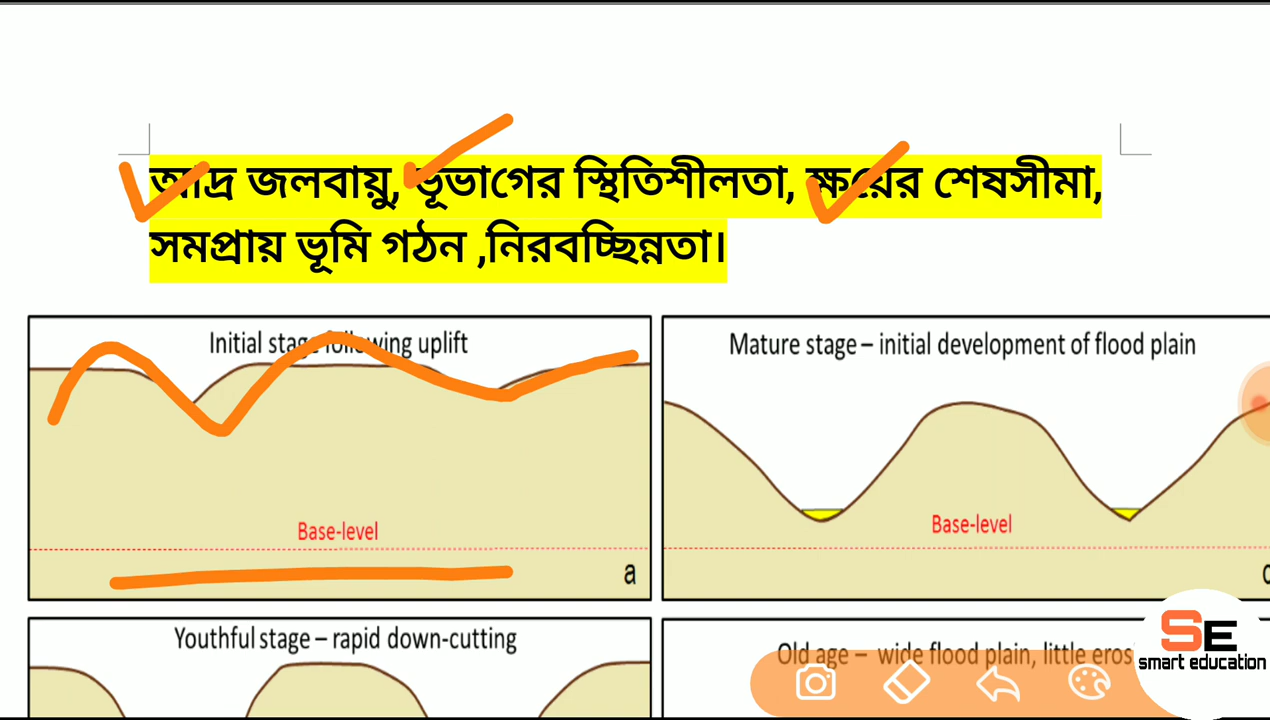 আদ্র জলবায়ু, ভূভাগের স্থিতিশীলতা, ক্ষয়ের শেষসীমা,
সমপ্রায় ভূমি গঠন ,নিরবচ্ছিন্নতা।
Initial stage following uplift
Base-level
a
Mature stage – initial development of flood plain
Base-level
Youthful stage – rapid down-cutting
Old age – wide flood plain, little
SE
smart education